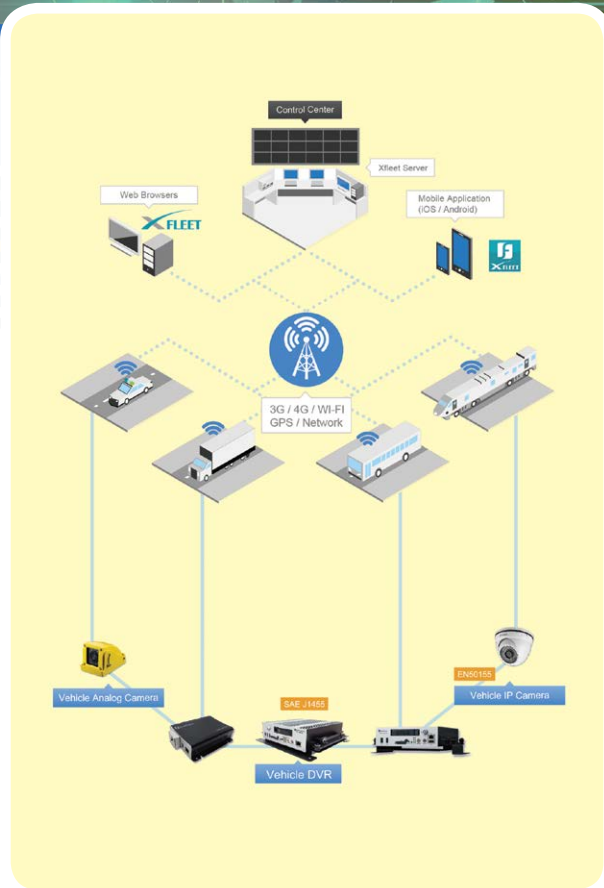 Control Center
Xfleet Server
Web Browsers
XFLEET
Mobile Application
(iOS / Android)
XFLEET
3G / 4G / WI-FI
GPS / Network
EN50155
Vehicle Analog Camera
SAE J1455
Vehicle IP Camera
Vehicle DVR